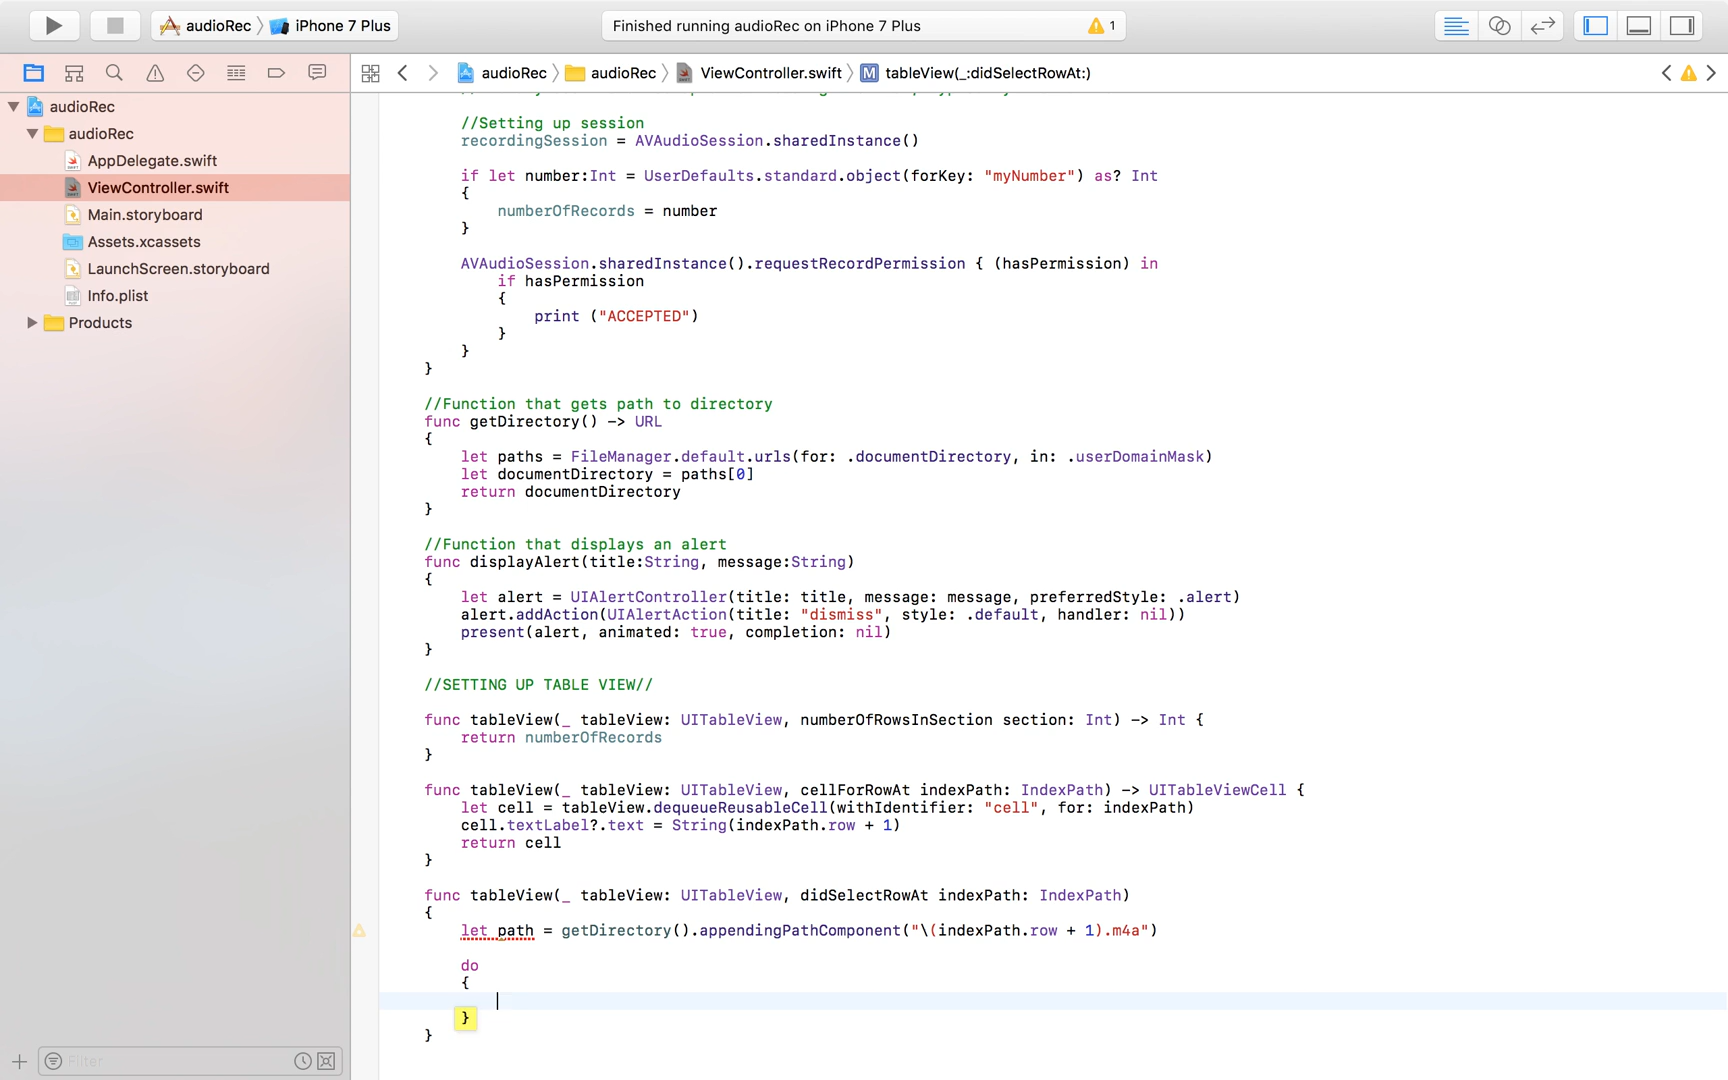 audioRec iPhone 7 Plus
Finished running audioRec on iPhone 7 Plus
1
audioRec audioRec ViewController.swift M tableView(_:didSelectRowAt:)
audioRec
audioRec
AppDelegate.swift
ViewController.swift
Main.storyboard
Assets.xcassets
LaunchScreen.storyboard
Info.plist
Products
Filter
//Setting up session
recordingSession = AVAudioSession.sharedInstance()
if let number:Int = UserDefaults.standard.object(forKey: "myNumber") as? Int
{
numberOfRecords = number
}
AVAudioSession.sharedInstance().requestRecordPermission { (hasPermission) in
if hasPermission
{
print ("ACCEPTED")
}
}
}
//Function that gets path to directory
func getDirectory() -> URL
{
let paths = FileManager.default.urls(for: .documentDirectory, in: .userDomainMask)
let documentDirectory = paths[0]
return documentDirectory
}
//Function that displays an alert
func displayAlert(title:String, message:String)
{
let alert = UIAlertController(title: title, message: message, preferredStyle: .alert)
alert.addAction(UIAlertAction(title: "dismiss", style: .default, handler: nil))
present(alert, animated: true, completion: nil)
}
//SETTING UP TABLE VIEW//
func tableView(_ tableView: UITableView, numberOfRowsInSection section: Int) -> Int {
return numberOfRecords
}
func tableView(_ tableView: UITableView, cellForRowAt indexPath: IndexPath) -> UITableViewCell {
let cell = tableView.dequeueReusableCell(withIdentifier: "cell", for: indexPath)
cell.textLabel?.text = String(indexPath.row + 1)
return cell
}
func tableView(_ tableView: UITableView, didSelectRowAt indexPath: IndexPath)
{
let path = getDirectory().appendingPathComponent("\(indexPath.row + 1).m4a")
do
{
}
}